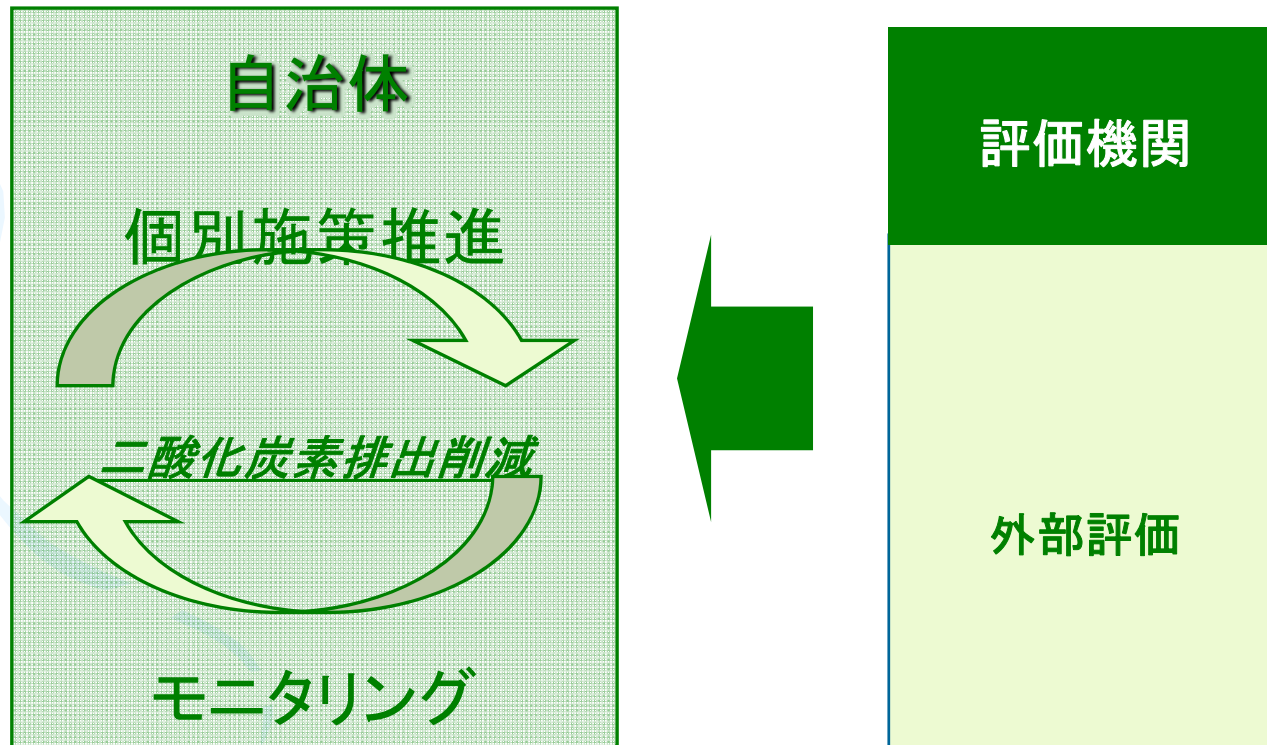 自治体
個別施策推進
二酸化炭素排出削減
モニタリング
評価機関
外部評価